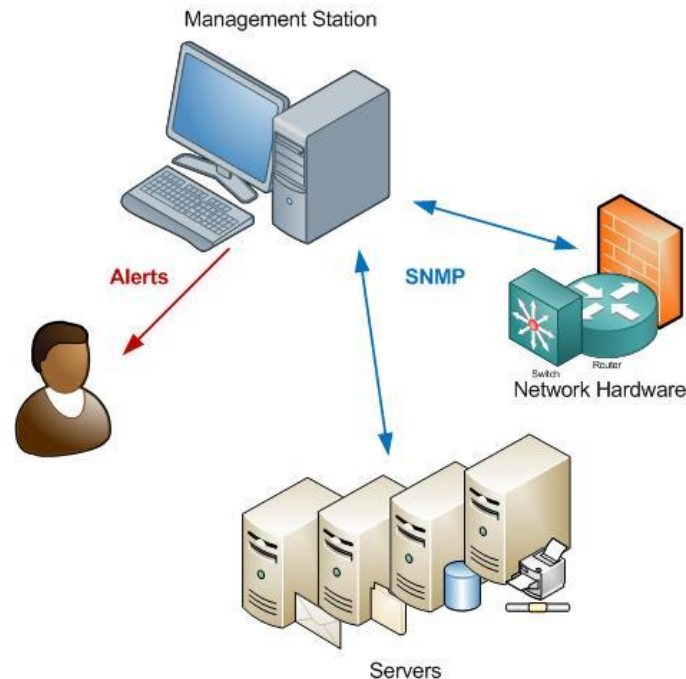 Management Station
Alerts
SNMP
Switch
Router
Network Hardware
Servers